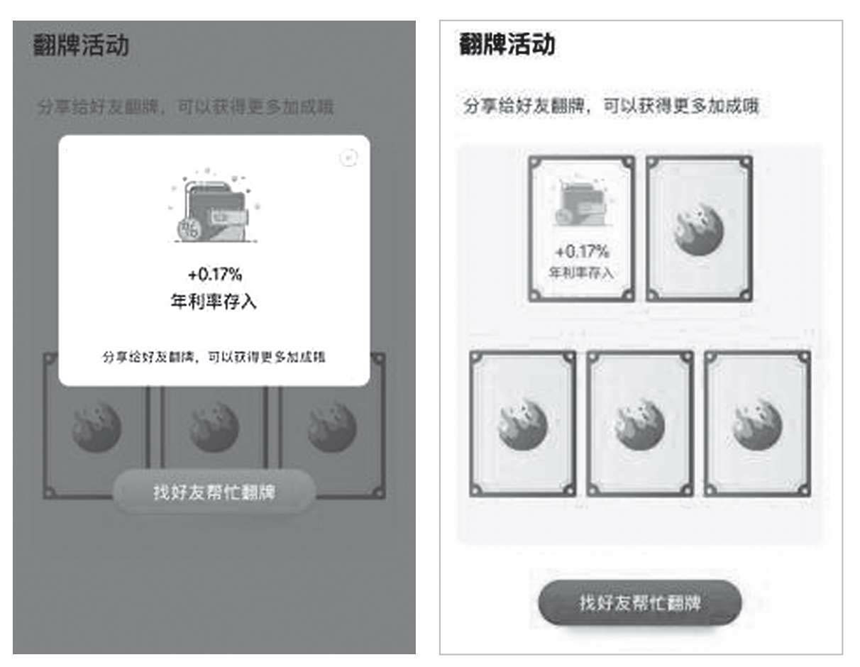 翻牌活动
分享给好友翻牌，可以获得更多加成哦
%
+0.17%
年利率存入
分享给好友翻牌，可以获得更多加成哦
找好友帮忙翻牌
翻牌活动
分享给好友翻牌，可以获得更多加成哦
+0.17%
年利率存入
找好友帮忙翻牌